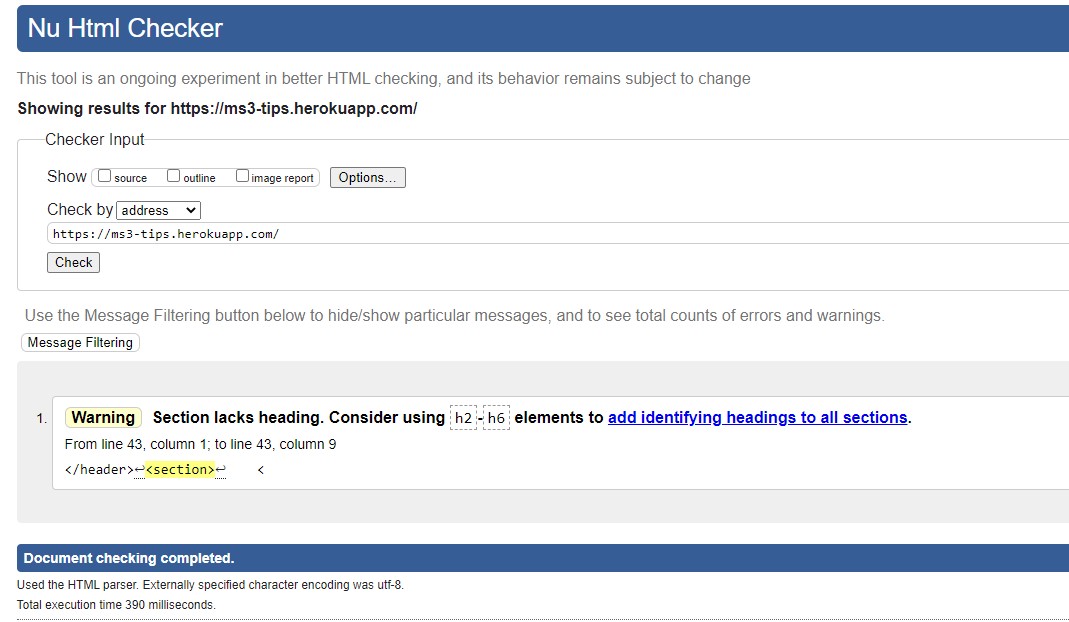 Nu Html Checker
This tool is an ongoing experiment in better HTML checking, and its behavior remains subject to change
Showing results for https://ms3-tips.herokuapp.com/
Checker Input
Show source outline image report Options...
Check by address
https://ms3-tips.herokuapp.com/
Check
Use the Message Filtering button below to hide/show particular messages, and to see total counts of errors and warnings.
Message Filtering
1. Warning Section lacks heading. Consider using h2-h6 elements to add identifying headings to all sections.
From line 43, column 1; to line 43, column 9
</header>↩<section>↩ <
Document checking completed.
Used the HTML parser. Externally specified character encoding was utf-8.
Total execution time 390 milliseconds.